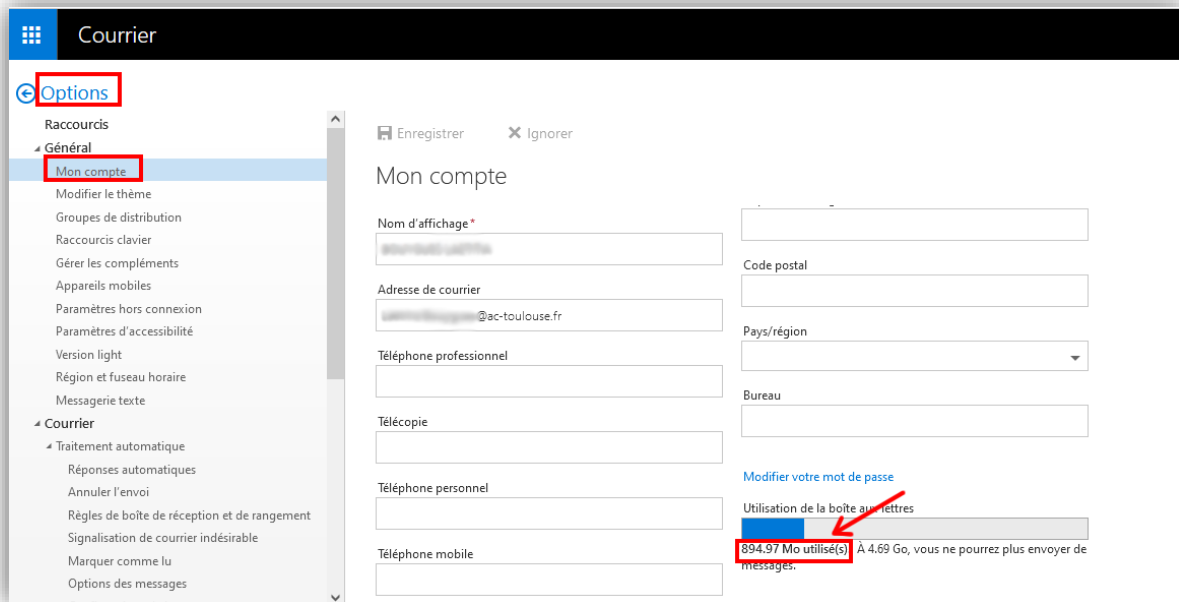 Courrier
Options
Raccourcis
Général
Mon compte
Modifier le thème
Groupes de distribution
Raccourcis clavier
Gérer les compléments
Appareils mobiles
Paramètres hors connexion
Paramètres d'accessibilité
Version light
Région et fuseau horaire
Messagerie texte
Courrier
Traitement automatique
Réponses automatiques
Annuler l'envoi
Règles de boîte de réception et de rangement
Signalisation de courrier indésirable
Marquer comme lu
Options des messages
Enregistrer
Ignorer
Mon compte
Nom d'affichage*
Adresse de courrier
@ac-toulouse.fr
Téléphone professionnel
Télécopie
Téléphone personnel
Téléphone mobile
Code postal
Pays/région
Bureau
Modifier votre mot de passe
Utilisation de la boîte aux lettres
894.97 Mo utilisé(s) À 4.69 Go, vous ne pourrez plus envoyer de
messages.